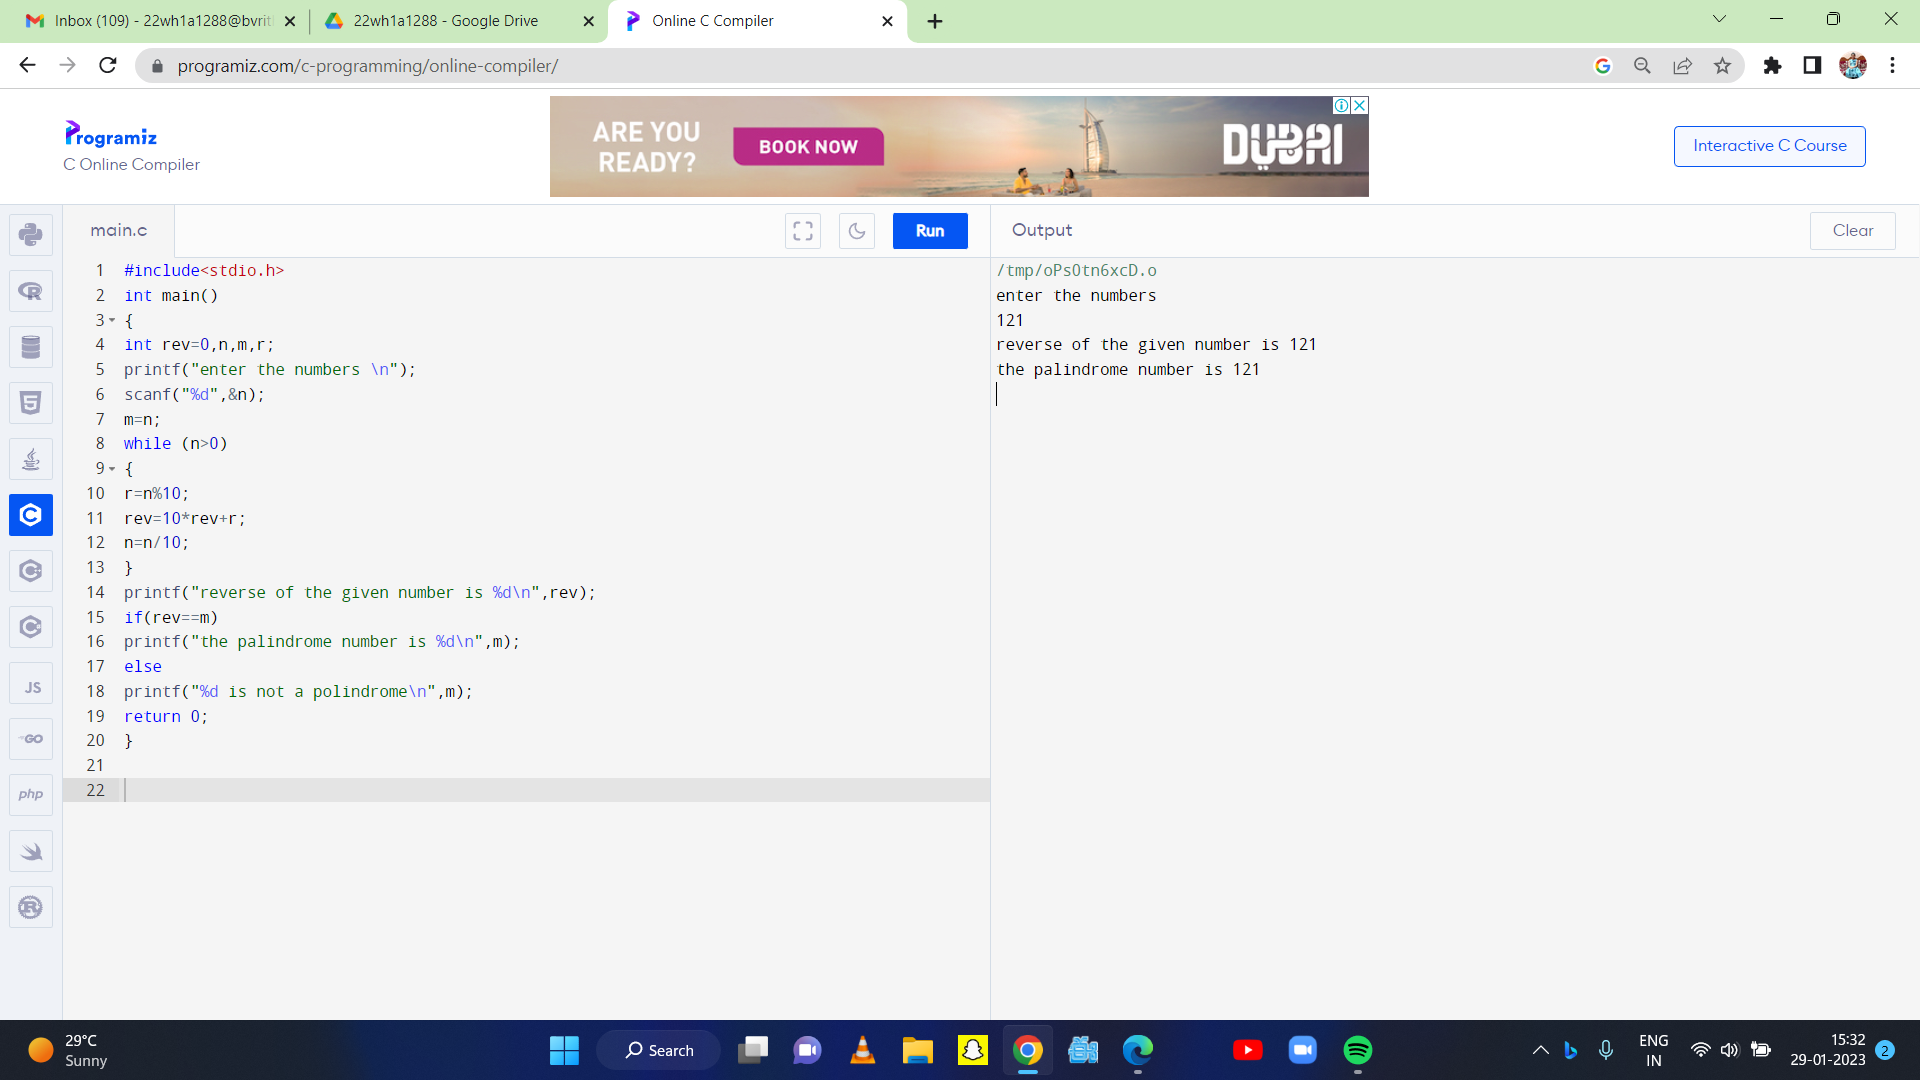 Inbox (109) - 22wh1a1288@bvrit
22wh1a1288 - Google Drive
Online C Compiler
programiz.com/c-programming/online-compiler/
Programiz
C Online Compiler
ARE YOU
READY?
BOOK NOW
DUBAI
Interactive C Course
main.c
Run
Output
Clear
1 #include<stdio.h>
2 int main()
3 {
4 int rev=0,n,m,r;
5 printf("enter the numbers \n");
6 scanf("%d",&n);
7 m=n;
8 while (n>0)
9 {
10 r=n%10;
11 rev=10*rev+r;
12 n=n/10;
13 }
14 printf("reverse of the given number is %d\n",rev);
15 if(rev==m)
16 printf("the palindrome number is %d\n",m);
17 else
18 printf("%d is not a polindrome\n",m);
19 return 0;
20 }
21
22
/tmp/oPsOtn6xcD.o
enter the numbers
121
reverse of the given number is 121
the palindrome number is 121
JS
GO
php
29°C
Sunny
Search
ENG
IN
15:32
29-01-2023
2